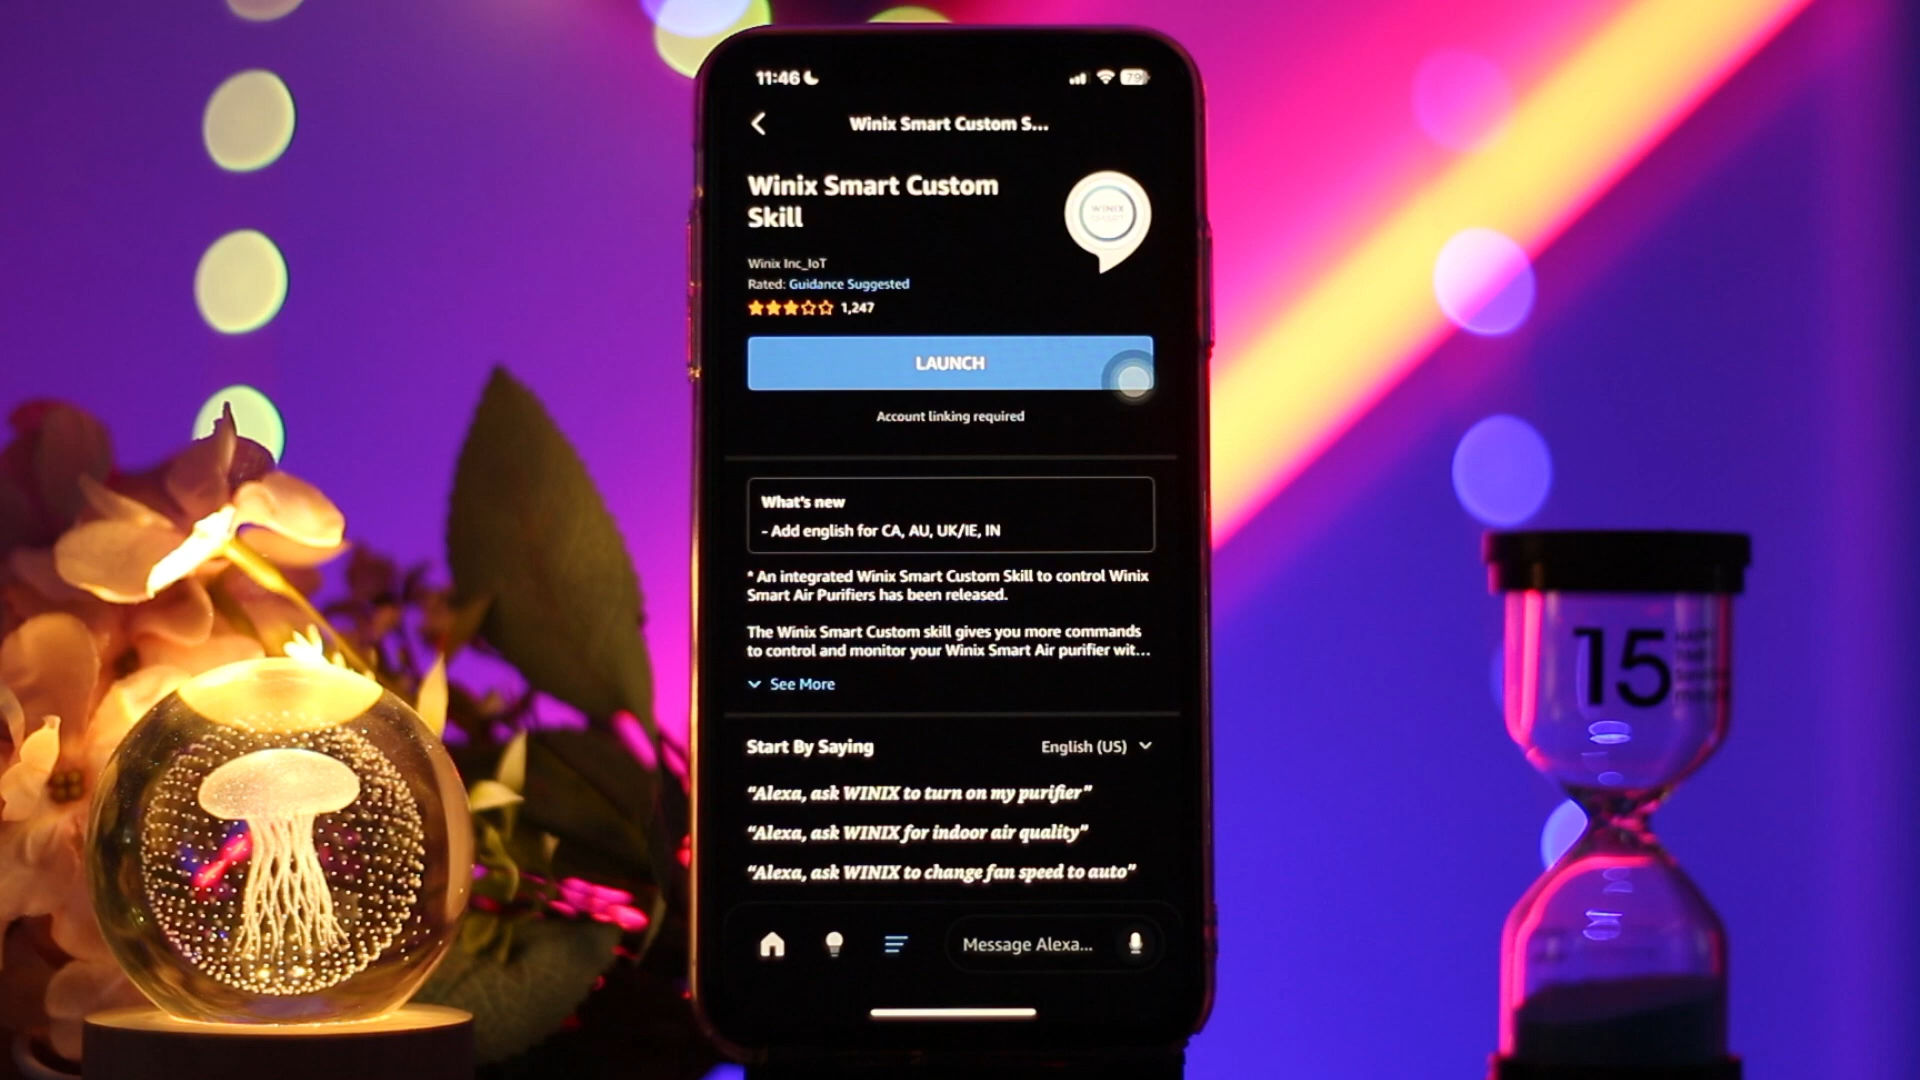 11:46
79
Winix Smart Custom S...
Winix Smart Custom
Skill
WINIX
SMART
Winix Inc_IoT
Rated: Guidance Suggested
1,247
LAUNCH
Account linking required
What's new
- Add english for CA, AU, UK/IE, IN
* An integrated Winix Smart Custom Skill to control Winix
Smart Air Purifiers has been released.
The Winix Smart Custom skill gives you more commands
to control and monitor your Winix Smart Air purifier wit...
See More
Start By Saying
English (US)
"Alexa, ask WINIX to turn on my purifier"
"Alexa, ask WINIX for indoor air quality"
"Alexa, ask WINIX to change fan speed to auto"
Message Alexa...
15